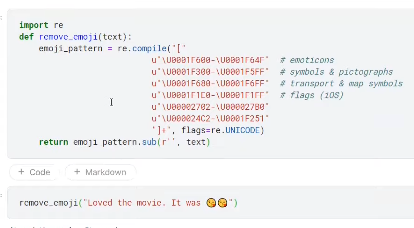 import re
def remove_emoji(text):
emoji_pattern = re.compile("["
u'\U0001F600-\U0001F64F" # emoticons
u'\U0001F300-\U0001F5FF" # symbols & pictographs
u'\U0001F680-\U0001F6FF" # transport & map symbols
u'\U0001F1E0-\U0001F1FF" # flags (iOS)
u'\U00002702-\U000027B0"
u'\U000024C2-\U0001F251"
"]+", flags=re.UNICODE)
return emoji_pattern.sub(r'', text)
+ Code + Markdown
remove_emoji("Loved the movie. It was 😘😘")